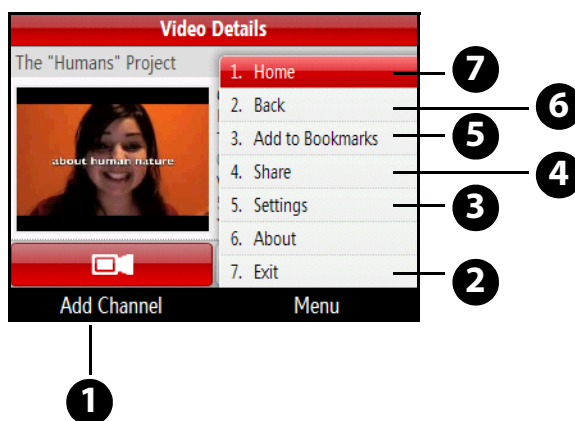 Video Details
The "Humans" Project
about human nature
1. Home
2. Back
3. Add to Bookmarks
4. Share
5. Settings
6. About
7. Exit
Add Channel
Menu
7
6
5
4
3
2
1